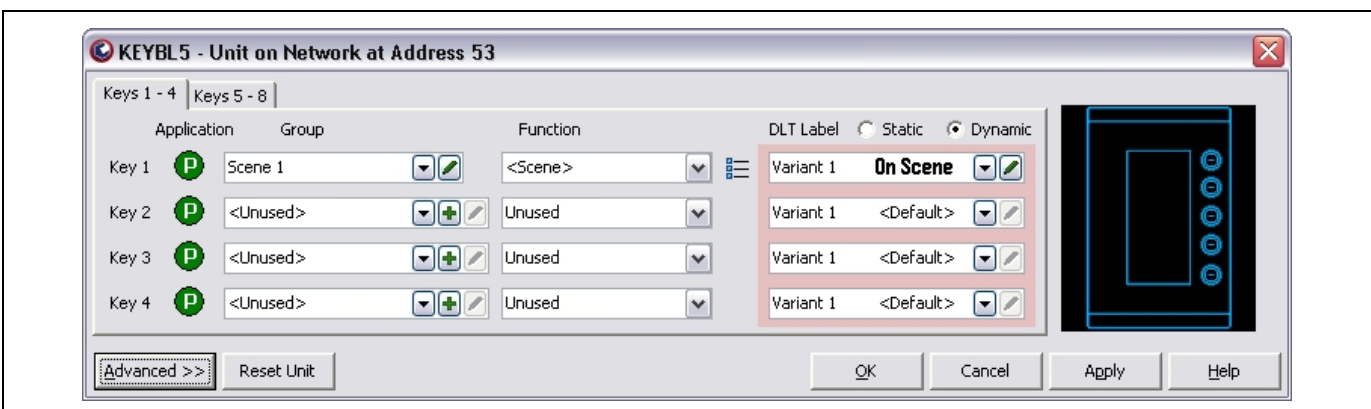 KEYBL5 - Unit on Network at Address 53
Keys 1 - 4 Keys 5 - 8
Application Group Function DLT Label Static Dynamic
Key 1 P Scene 1 <Scene> Variant 1 On Scene
Key 2 P <Unused> Unused Variant 1 <Default>
Key 3 P <Unused> Unused Variant 1 <Default>
Key 4 P <Unused> Unused Variant 1 <Default>
Advanced >> Reset Unit OK Cancel Apply Help